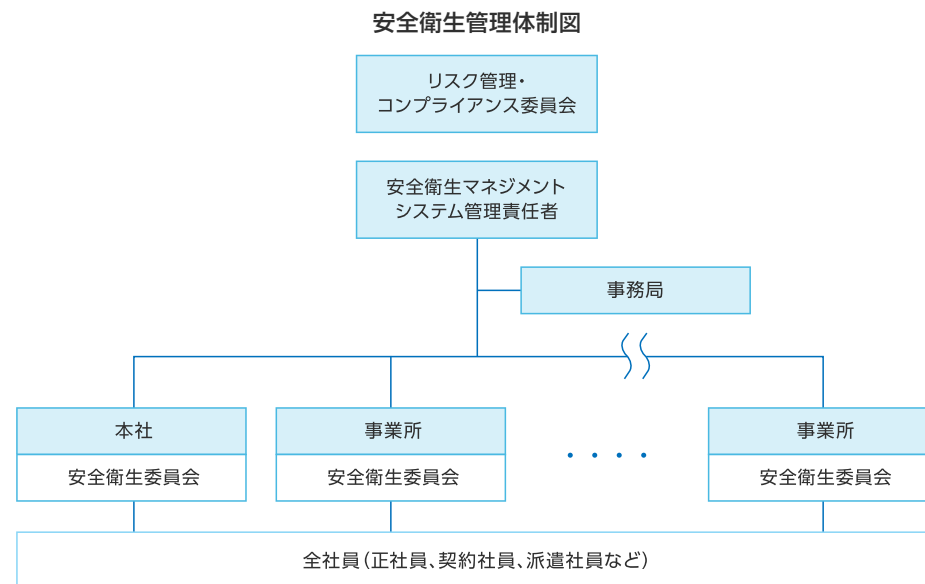 安全衛生管理体制図
リスク管理・
コンプライアンス委員会
安全衛生マネジメント
システム管理責任者
事務局
本社
事業所
事業所
安全衛生委員会
安全衛生委員会
安全衛生委員会
全社員（正社員、契約社員、派遣社員など）